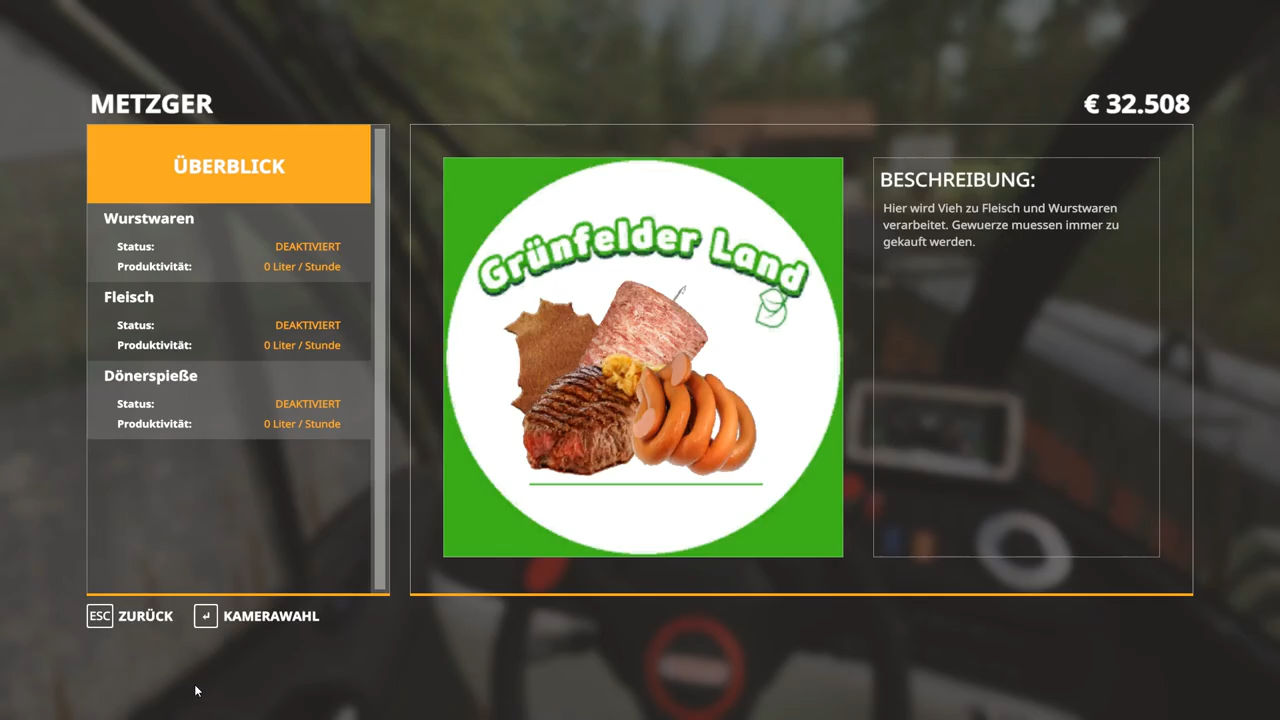 METZGER
€ 32.508
ÜBERBLICK
Wurstwaren
Status: DEAKTIVIERT
Produktivität: 0 Liter / Stunde
Fleisch
Status: DEAKTIVIERT
Produktivität: 0 Liter / Stunde
Dönerspieße
Status: DEAKTIVIERT
Produktivität: 0 Liter / Stunde
Grünfelder Land
BESCHREIBUNG:
Hier wird Vieh zu Fleisch und Wurstwaren
verarbeitet. Gewuerze muessen immer zu
gekauft werden.
ESC ZURÜCK
↵ KAMERAWAHL